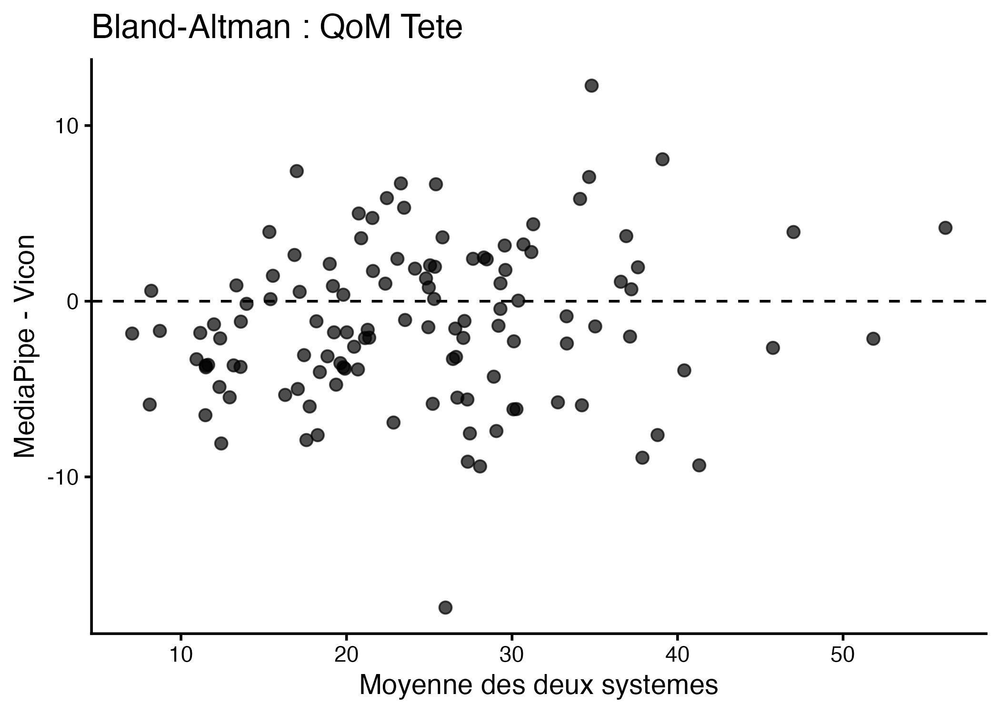 Bland-Altman : QoM Tete
MediaPipe - Vicon
10
0
-10
10 20 30 40 50
Moyenne des deux systemes